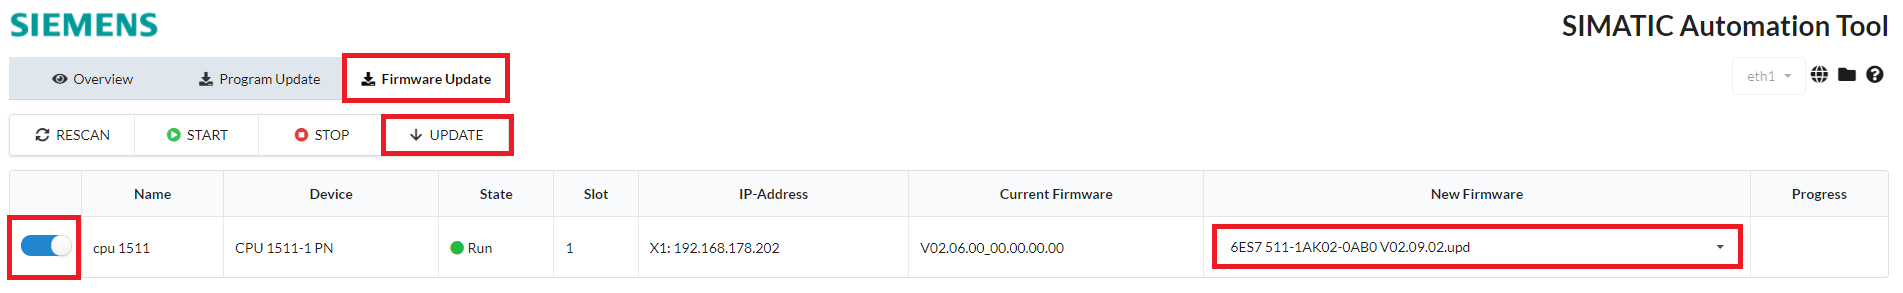 SIEMENS
SIMATIC Automation Tool
Overview Program Update Firmware Update
eth1
RESCAN START STOP UPDATE
Name Device State Slot IP-Address Current Firmware New Firmware Progress
cpu 1511 CPU 1511-1 PN Run 1 X1: 192.168.178.202 V02.06.00_00.00.00.00 6ES7 511-1AK02-0AB0 V02.09.02.upd